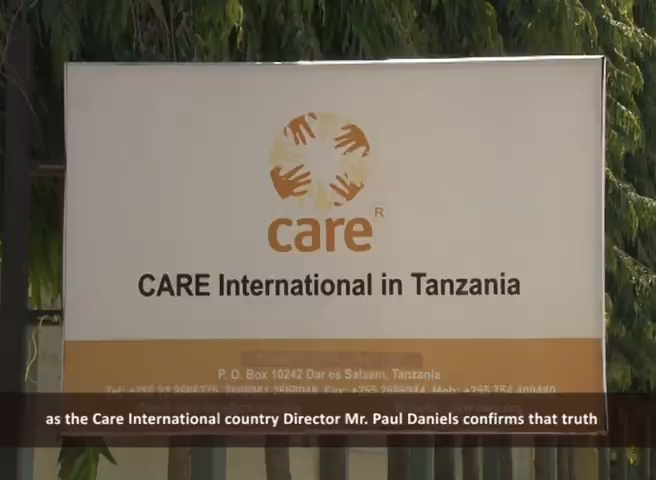 care®
CARE International in Tanzania
P. O. Box 10242 Dar es Salaam, Tanzania
as the Care International country Director Mr. Paul Daniels confirms that truth